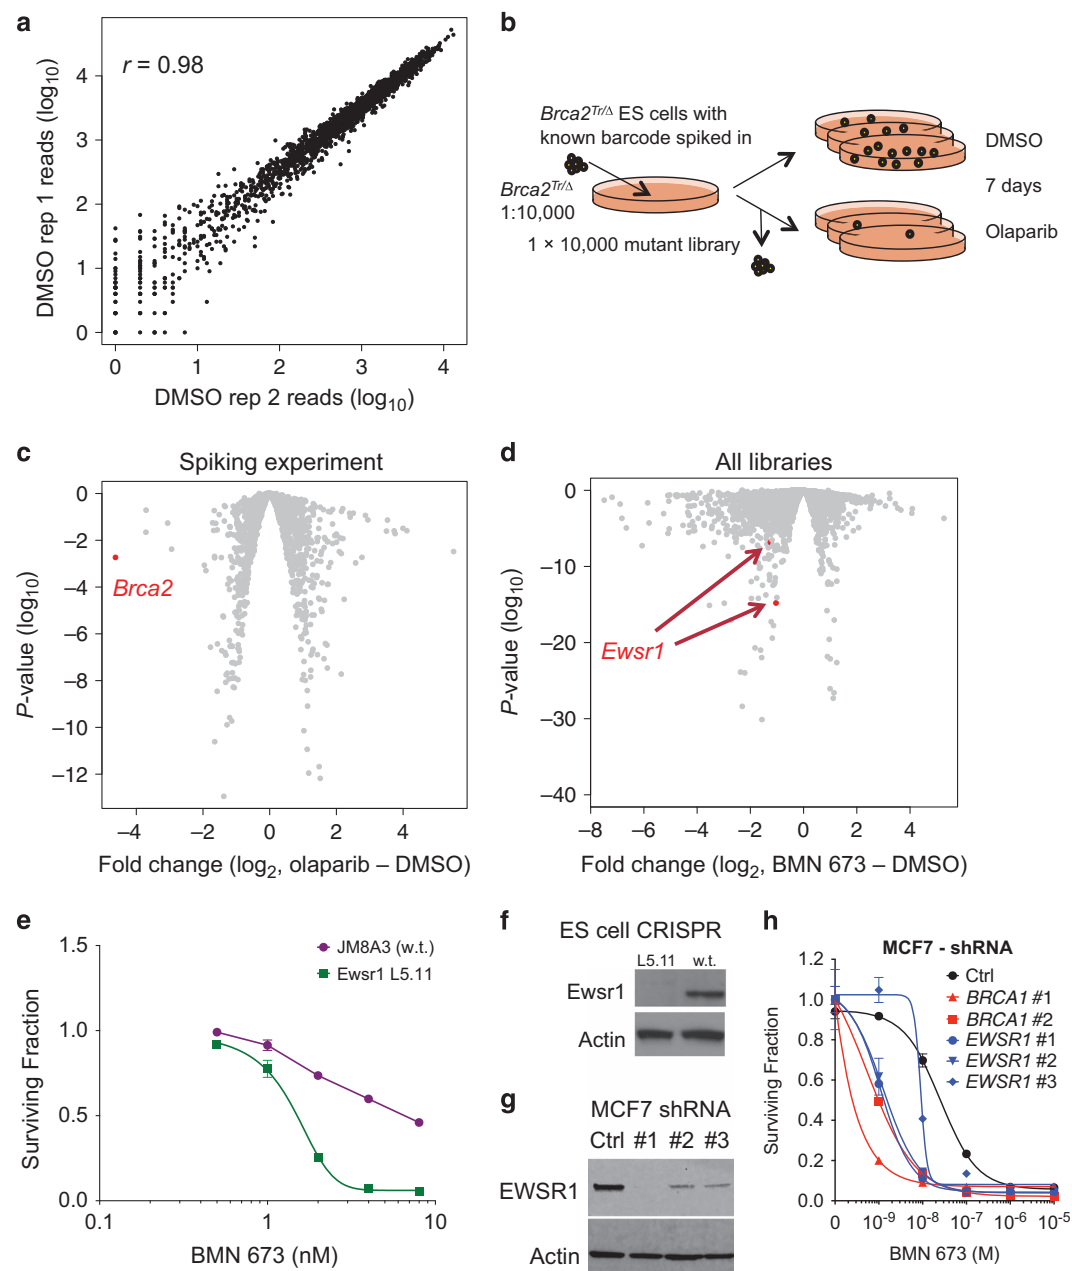 a
r = 0.98
DMSO rep 1 reads (log10)
4
3
2
1
0
0 1 2 3 4
DMSO rep 2 reads (log10)
b
Brca2Tr/Δ ES cells with
known barcode spiked in
Brca2Tr/Δ
1:10,000
1 × 10,000 mutant library
DMSO
7 days
Olaparib
c
Spiking experiment
P-value (log10)
0
–2
–4
–6
–8
–10
–12
Brca2
–4 –2 0 2 4
Fold change (log2, olaparib – DMSO)
d
All libraries
P-value (log10)
0
–10
–20
–30
–40
Ewsr1
–8 –6 –4 –2 0 2 4
Fold change (log2, BMN 673 – DMSO)
e
Surviving Fraction
1.5
1.0
0.5
0.0
JM8A3 (w.t.)
Ewsr1 L5.11
0.1 1 10
BMN 673 (nM)
f
ES cell CRISPR
L5.11 w.t.
Ewsr1
Actin
g
MCF7 shRNA
Ctrl #1 #2 #3
EWSR1
Actin
h
MCF7 - shRNA
Surviving Fraction
1.2
1.0
0.8
0.6
0.4
0.2
0.0
Ctrl
BRCA1 #1
BRCA1 #2
EWSR1 #1
EWSR1 #2
EWSR1 #3
0 10-9 10-8 10-7 10-6 10-5
BMN 673 (M)